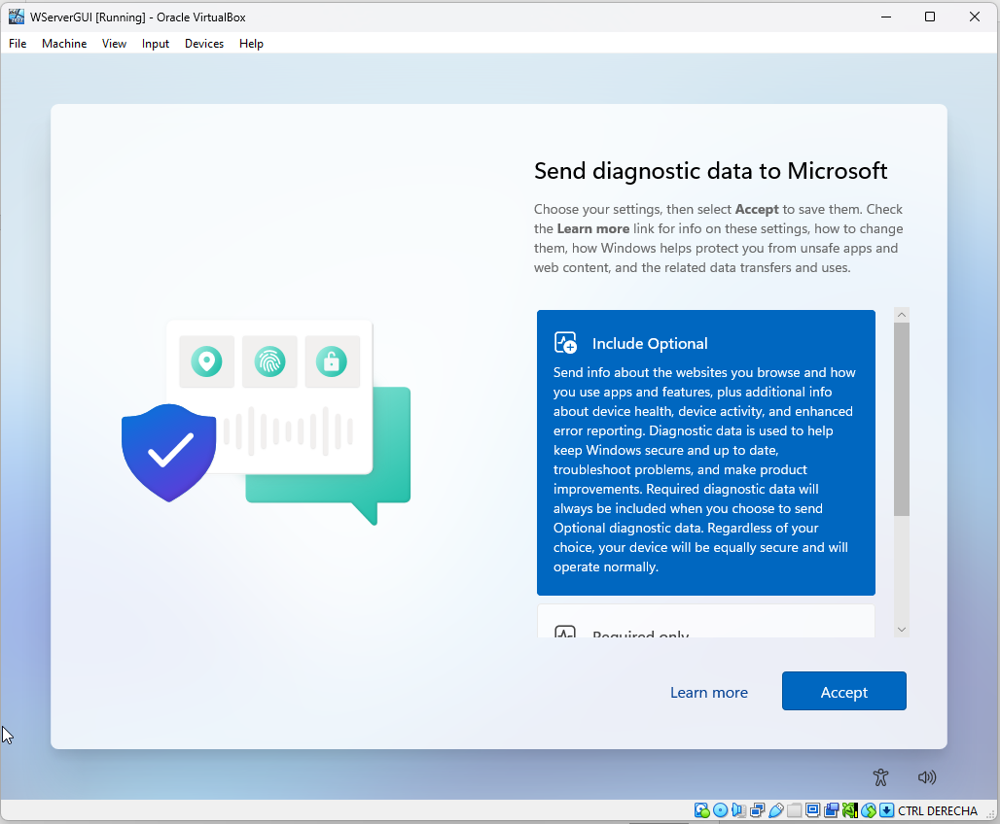 WServerGUI [Running] - Oracle VirtualBox
File Machine View Input Devices Help
Send diagnostic data to Microsoft
Choose your settings, then select Accept to save them. Check
the Learn more link for info on these settings, how to change
them, how Windows helps protect you from unsafe apps and
web content, and the related data transfers and uses.
Include Optional
Send info about the websites you browse and how
you use apps and features, plus additional info
about device health, device activity, and enhanced
error reporting. Diagnostic data is used to help
keep Windows secure and up to date,
troubleshoot problems, and make product
improvements. Required diagnostic data will
always be included when you choose to send
Optional diagnostic data. Regardless of your
choice, your device will be equally secure and will
operate normally.
Required only
Learn more
Accept
CTRL DERECHA